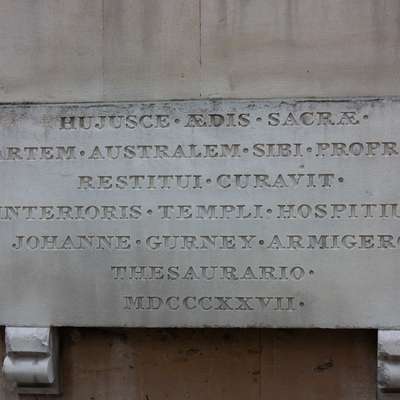 HUJUSCE · ÆDIS · SACRÆ ·
ARTEM · AUSTRALEM · SIBI · PROPR
RESTITUI · CURAVIT ·
INTERIORIS · TEMPLI · HOSPITIU
JOHANNE · GURNEY · ARMIGERO
THESAURARIO ·
MDCCCXXVII ·